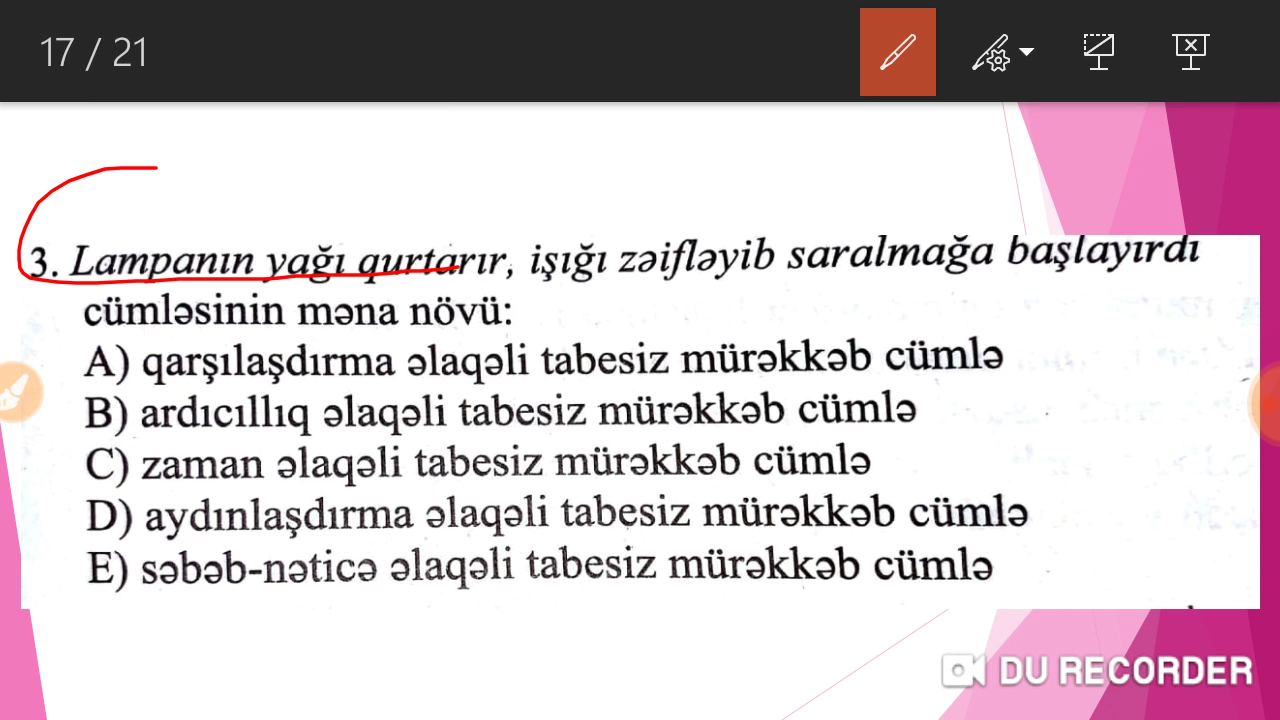 17 / 21
3. Lampanın yağı qurtarır, işığı zəifləyib saralmağa başlayırdı
cümləsinin məna növü:
A) qarşılaşdırma əlaqəli tabesiz mürəkkəb cümlə
B) ardıcıllıq əlaqəli tabesiz mürəkkəb cümlə
C) zaman əlaqəli tabesiz mürəkkəb cümlə
D) aydınlaşdırma əlaqəli tabesiz mürəkkəb cümlə
E) səbəb-nəticə əlaqəli tabesiz mürəkkəb cümlə
DU RECORDER